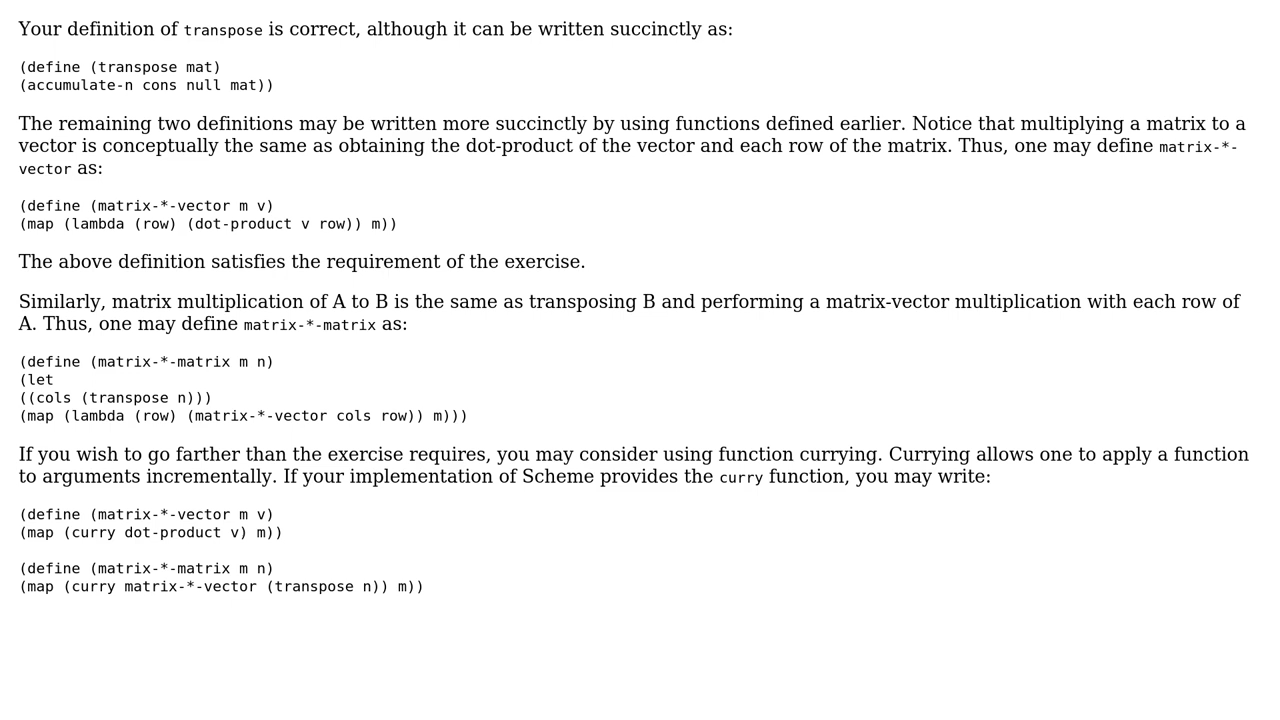 Your definition of transpose is correct, although it can be written succinctly as:
(define (transpose mat)
(accumulate-n cons null mat))
The remaining two definitions may be written more succinctly by using functions defined earlier. Notice that multiplying a matrix to a
vector is conceptually the same as obtaining the dot-product of the vector and each row of the matrix. Thus, one may define matrix-*-
vector as:
(define (matrix-*-vector m v)
(map (lambda (row) (dot-product v row)) m))
The above definition satisfies the requirement of the exercise.
Similarly, matrix multiplication of A to B is the same as transposing B and performing a matrix-vector multiplication with each row of
A. Thus, one may define matrix-*-matrix as:
(define (matrix-*-matrix m n)
(let
((cols (transpose n)))
(map (lambda (row) (matrix-*-vector cols row)) m)))
If you wish to go farther than the exercise requires, you may consider using function currying. Currying allows one to apply a function
to arguments incrementally. If your implementation of Scheme provides the curry function, you may write:
(define (matrix-*-vector m v)
(map (curry dot-product v) m))
(define (matrix-*-matrix m n)
(map (curry matrix-*-vector (transpose n)) m))